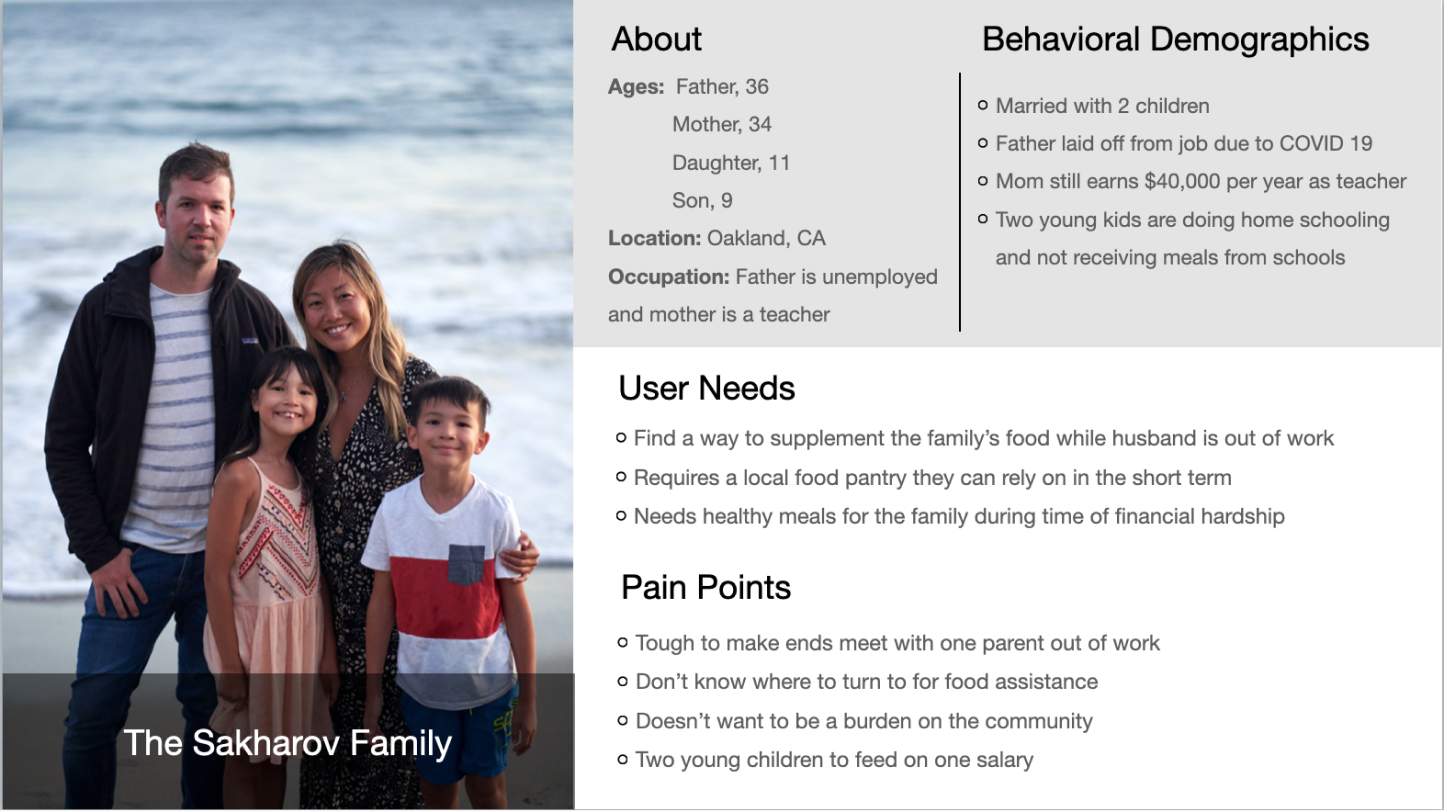 About
Ages: Father, 36
Mother, 34
Daughter, 11
Son, 9
Location: Oakland, CA
Occupation: Father is unemployed
and mother is a teacher
Behavioral Demographics
Married with 2 children
Father laid off from job due to COVID 19
Mom still earns $40,000 per year as teacher
Two young kids are doing home schooling
and not receiving meals from schools
User Needs
Find a way to supplement the family’s food while husband is out of work
Requires a local food pantry they can rely on in the short term
Needs healthy meals for the family during time of financial hardship
Pain Points
Tough to make ends meet with one parent out of work
Don’t know where to turn to for food assistance
Doesn’t want to be a burden on the community
Two young children to feed on one salary
The Sakharov Family